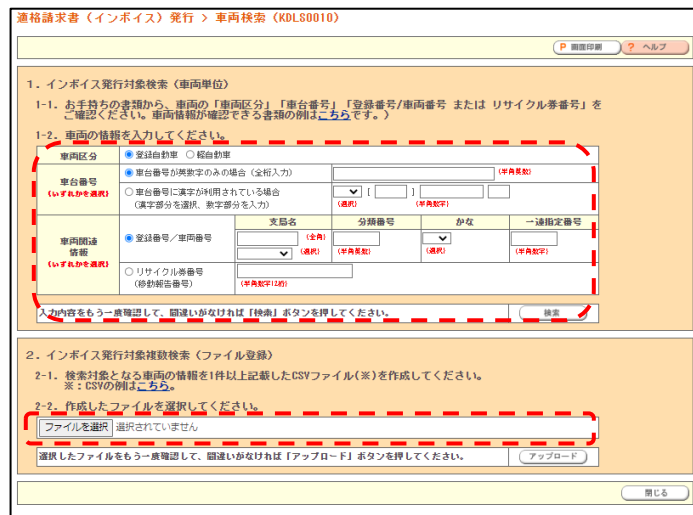 適格請求書(インボイス)発行 > 車両検索(KDLS0010)
P 画面印刷 ? ヘルプ
1. インボイス発行対象検索(車両単位)
1-1. お手持ちの書類から、車両の「車両区分」「車台番号」「登録番号/車両番号 または リサイクル券番号」を
ご確認ください。車両情報が確認できる書類の例はこちらです。)
1-2. 車両の情報を入力してください。
車両区分 登録自動車 軽自動車
車台番号
(いずれかを選択)
車台番号が英数字のみの場合(全桁入力) (半角英数)
車台番号に漢字が利用されている場合
(漢字部分を選択、数字部分を入力)
[ ]
(選択) (半角数字)
車両関連
情報
(いずれかを選択)
支局名 分類番号 かな 一連指定番号
登録番号/車両番号 (全角)
(選択) (半角英数) (選択) (半角数字)
リサイクル券番号
(移動報告番号)
(半角数字12桁)
入力内容をもう一度確認して、間違いがなければ「検索」ボタンを押してください。 検索
2. インボイス発行対象複数検索(ファイル登録)
2-1. 検索対象となる車両の情報を1件以上記載したCSVファイル(※)を作成してください。
※:CSVの例はこちら。
2-2. 作成したファイルを選択してください。
ファイルを選択 選択されていません
選択したファイルをもう一度確認して、間違いがなければ「アップロード」ボタンを押してください。 アップロード
閉じる